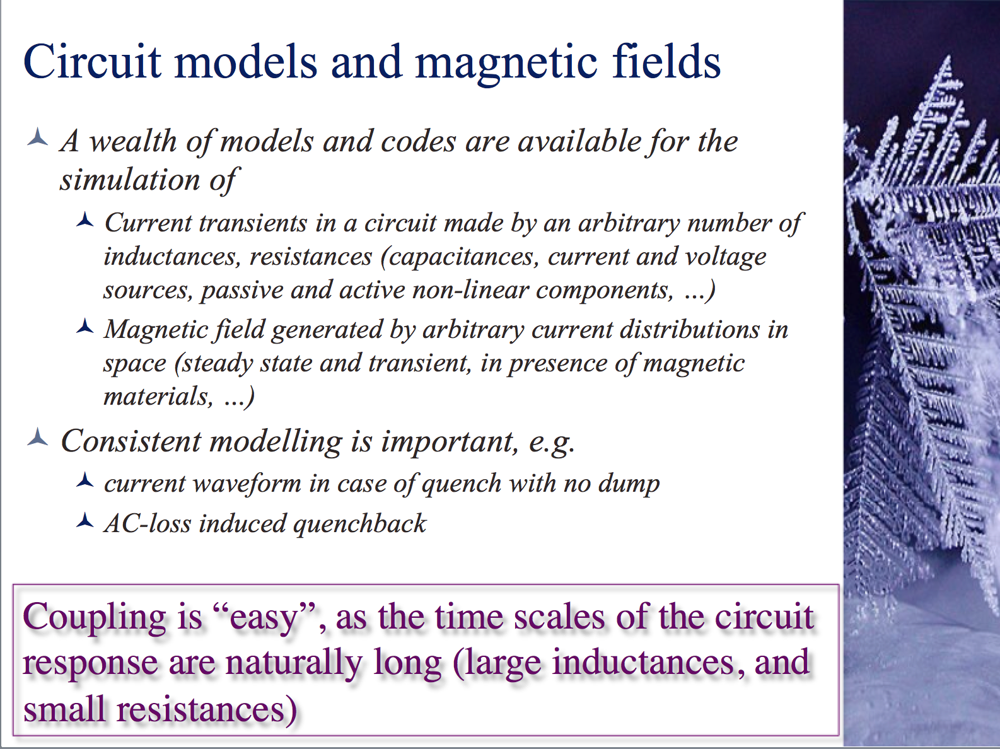 Circuit models and magnetic fields
A wealth of models and codes are available for the
simulation of
Current transients in a circuit made by an arbitrary number of
inductances, resistances (capacitances, current and voltage
sources, passive and active non-linear components, ...)
Magnetic field generated by arbitrary current distributions in
space (steady state and transient, in presence of magnetic
materials, ...)
Consistent modelling is important, e.g.
current waveform in case of quench with no dump
AC-loss induced quenchback
Coupling is “easy”, as the time scales of the circuit
response are naturally long (large inductances, and
small resistances)